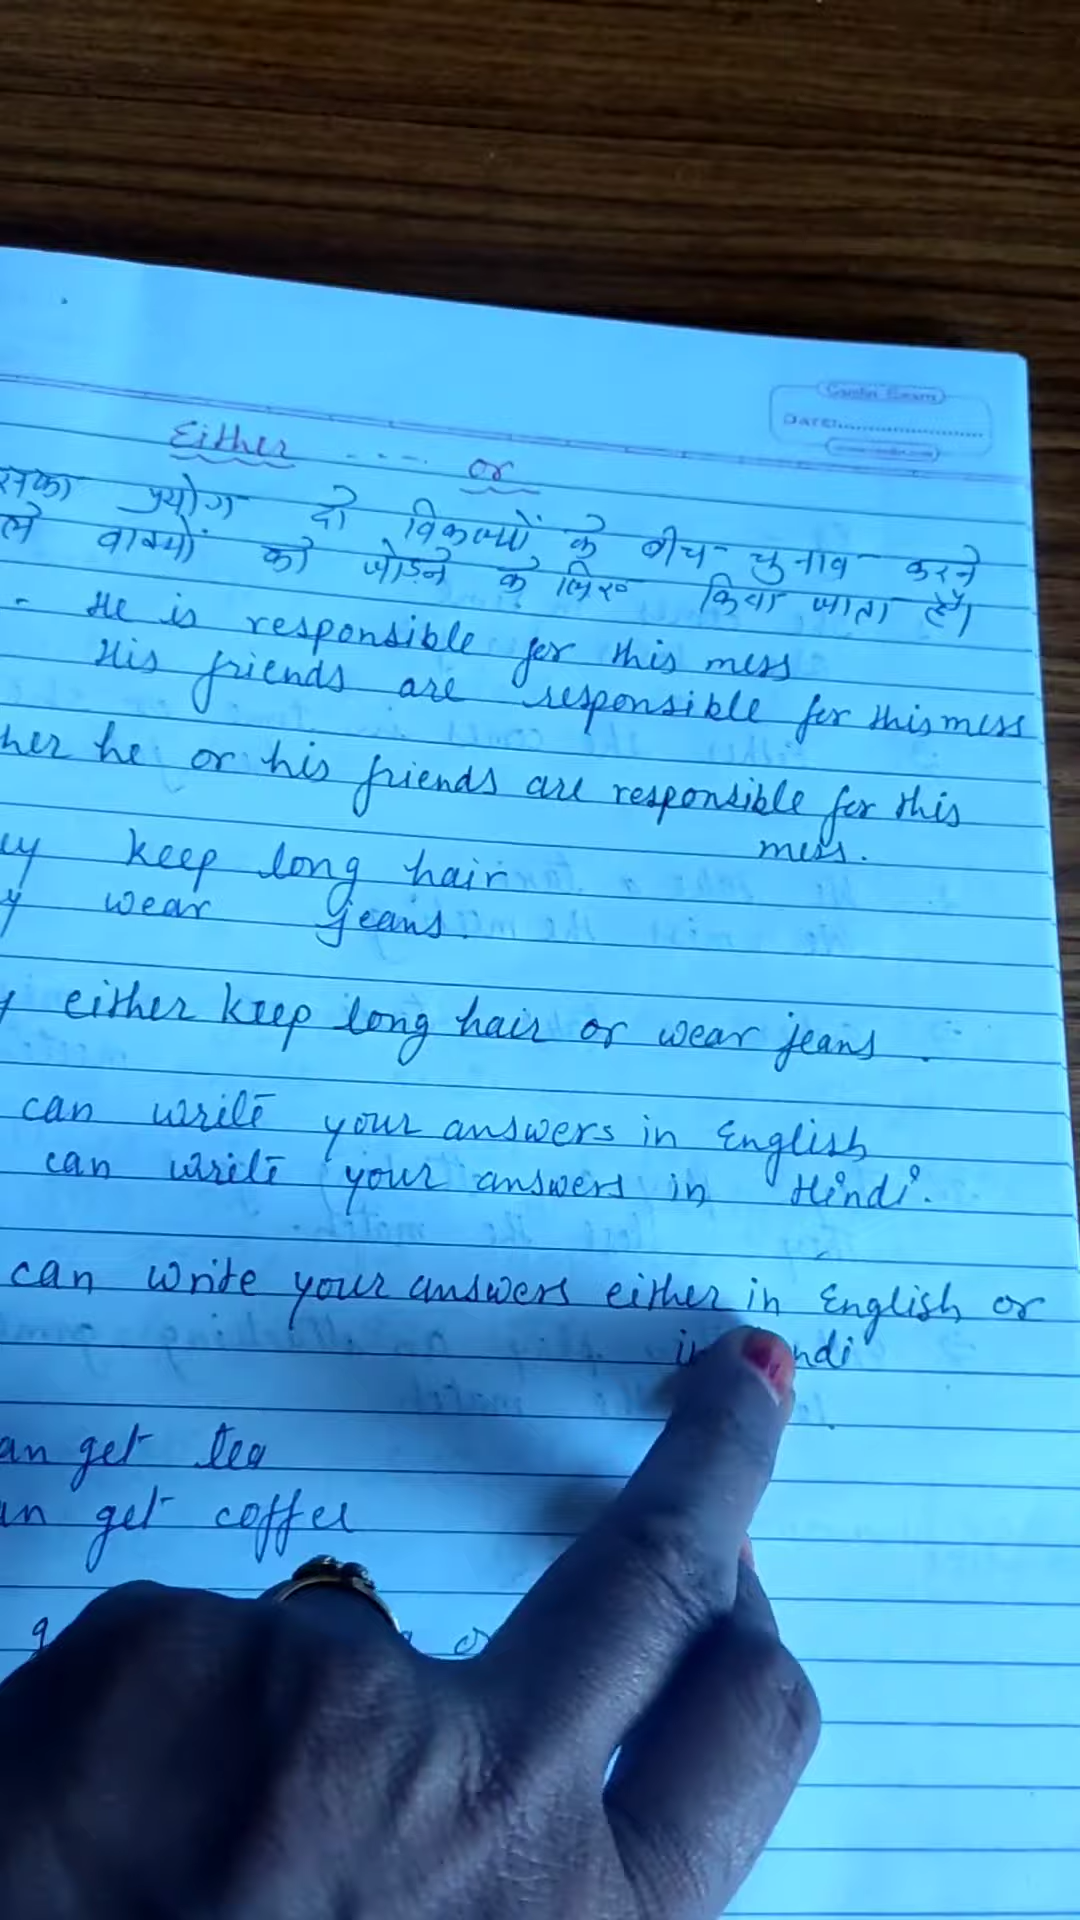 DATE:
Either ..... or
प्रयोग दो विकल्पों के बीच चुनाव करने
वाक्यों को जोड़ने के लिए किया जाता है।
- He is responsible for this mess
His friends are responsible for this mess
he or his friends are responsible for this
mess.
keep long hair
wear jeans.
either keep long hair or wear jeans.
can write your answers in English
can write your answers in Hindi.
can write your answers either in English or
get tea
get coffee